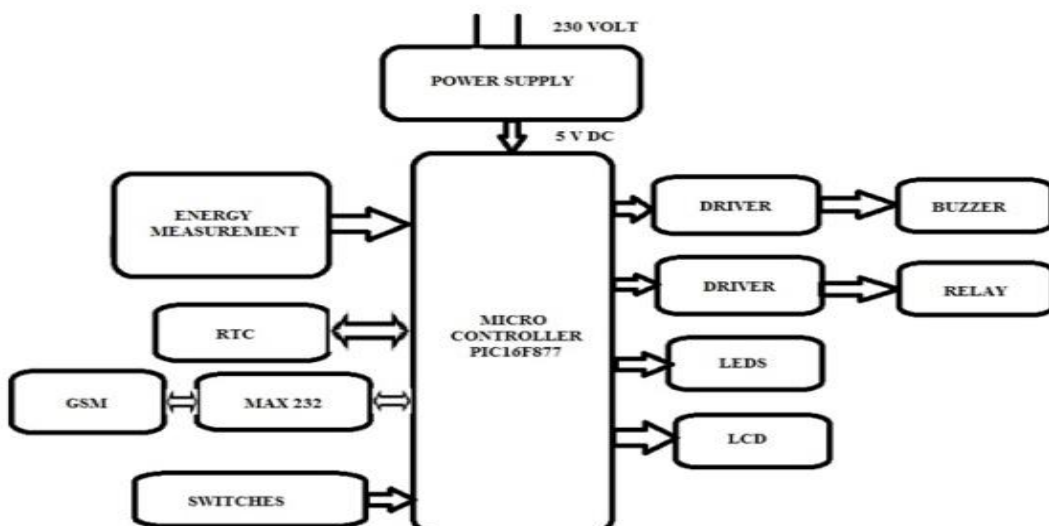 230 VOLT
POWER SUPPLY
5 V DC
ENERGY
MEASUREMENT
DRIVER
BUZZER
DRIVER
RELAY
RTC
MICRO
CONTROLLER
PIC16F877
LEDS
GSM
MAX 232
LCD
SWITCHES